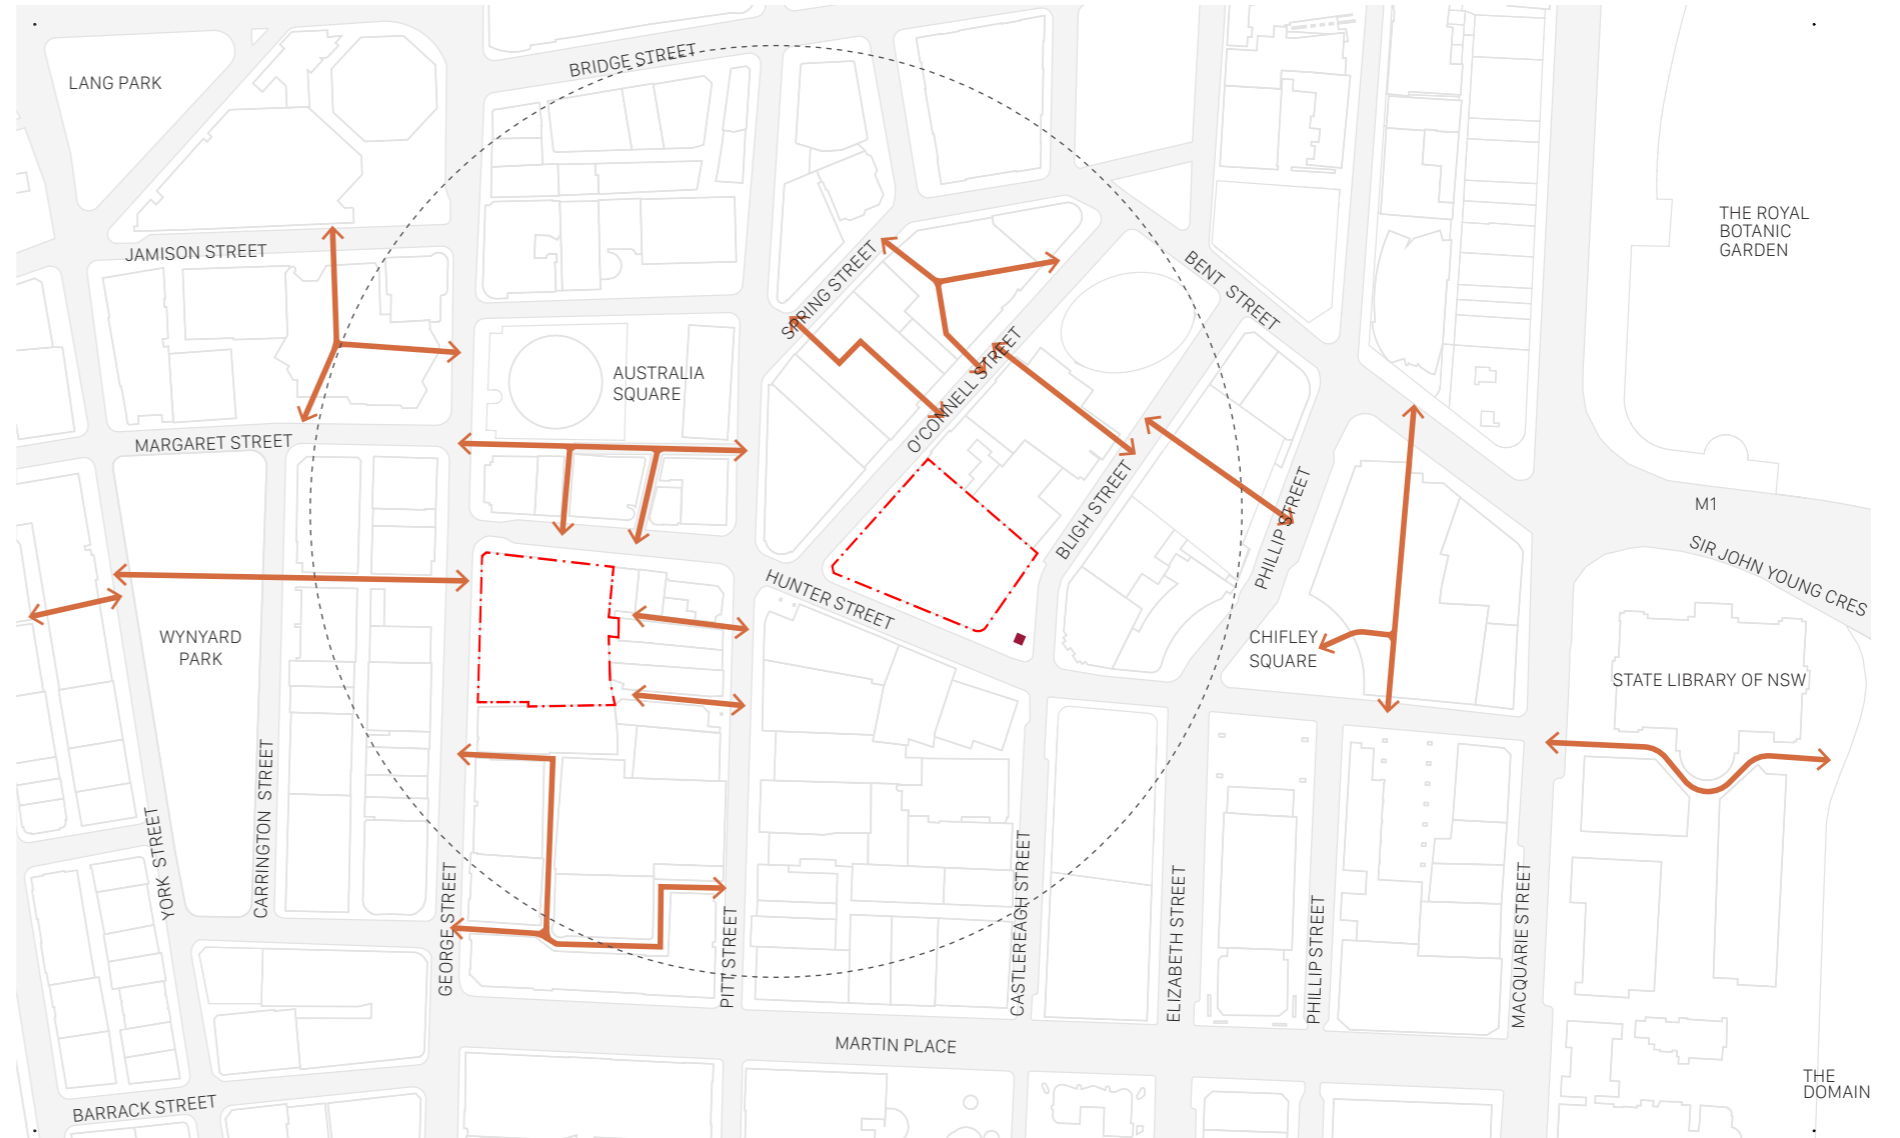 BRIDGE STREET
LANG PARK
THE ROYAL
BOTANIC
GARDEN
JAMISON STREET
SPRING STREET
BENT STREET
AUSTRALIA
SQUARE
O'CONNELL STREET
MARGARET STREET
BLIGH STREET
PHILLIP STREET
M1
SIR JOHN YOUNG CRES
HUNTER STREET
WYNYARD
PARK
CHIFLEY
SQUARE
STATE LIBRARY OF NSW
YORK STREET
CARRINGTON STREET
GEORGE STREET
PITT STREET
CASTLEREAGH STREET
ELIZABETH STREET
PHILLIP STREET
MACQUARIE STREET
MARTIN PLACE
THE
DOMAIN
BARRACK STREET